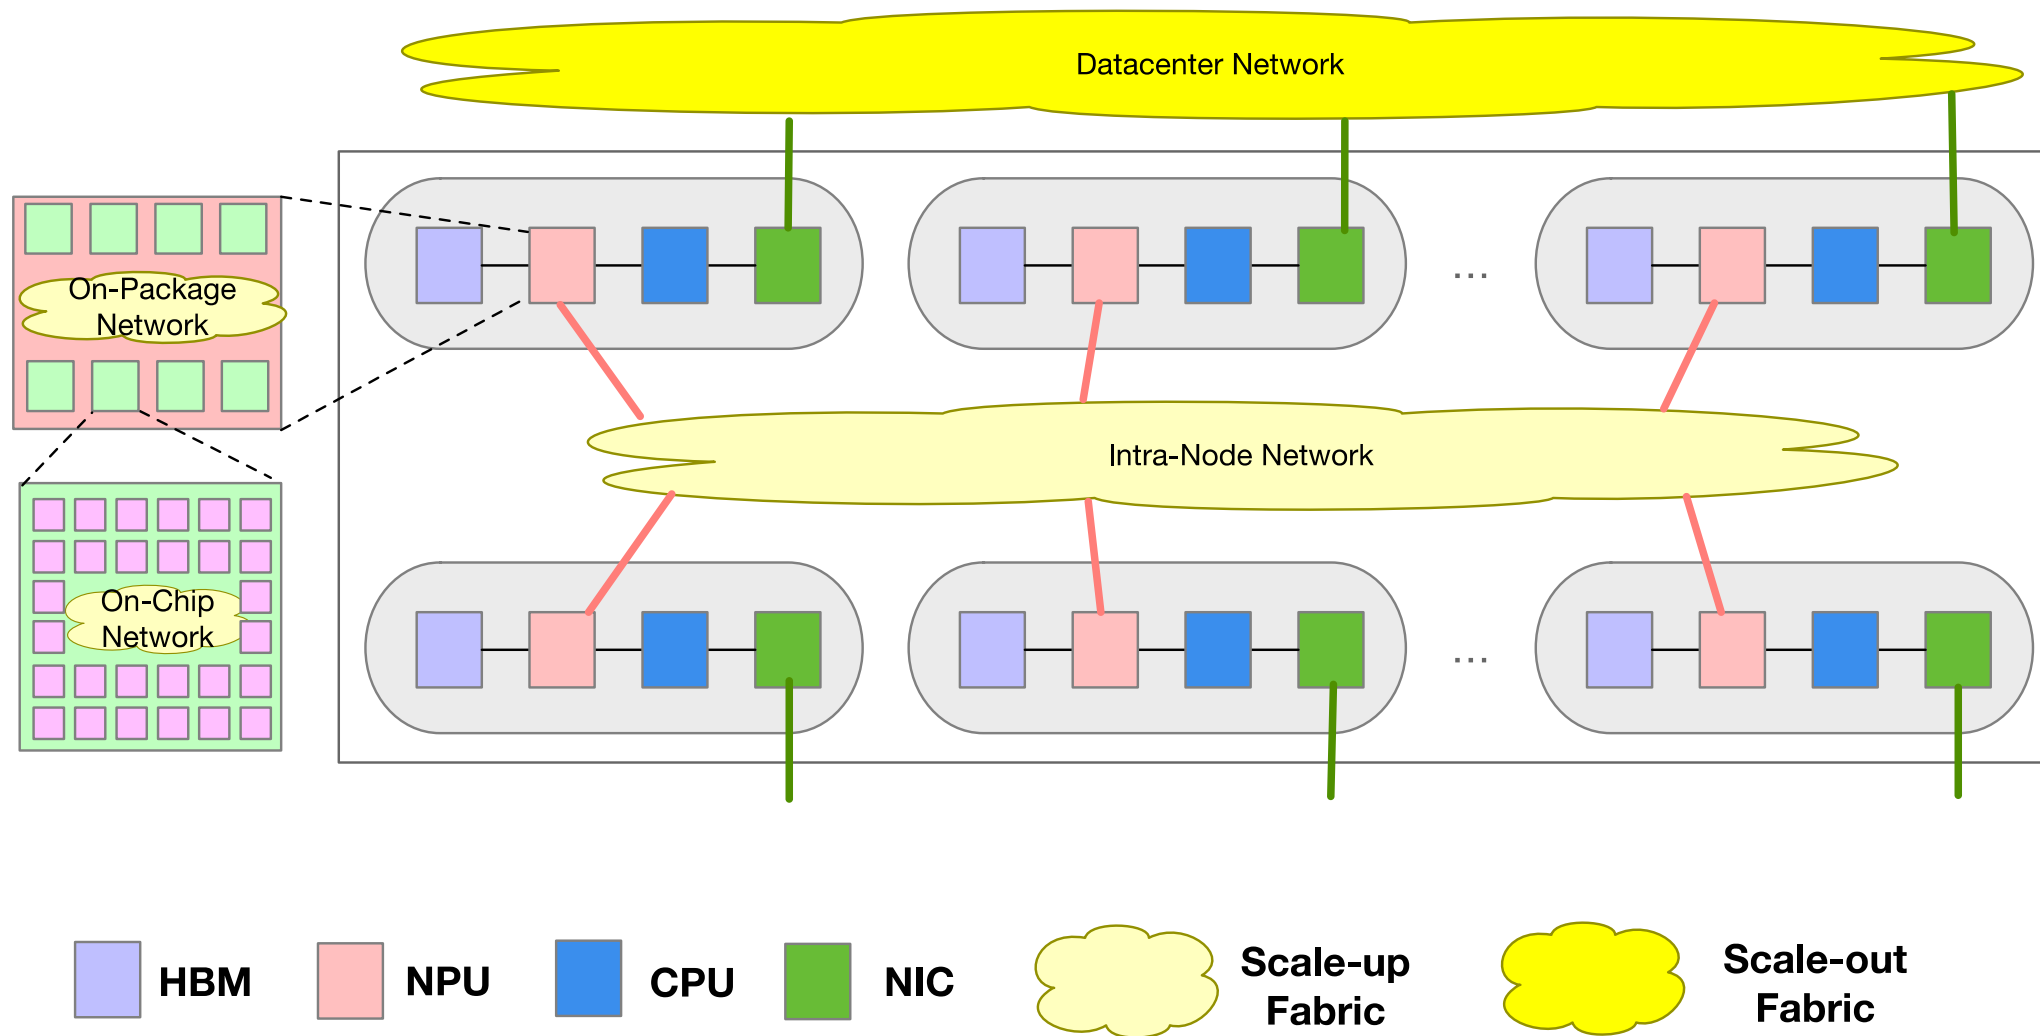 Datacenter Network
On-Package
Network
...
Intra-Node Network
On-Chip
Network
...
HBM
NPU
CPU
NIC
Scale-up
Fabric
Scale-out
Fabric